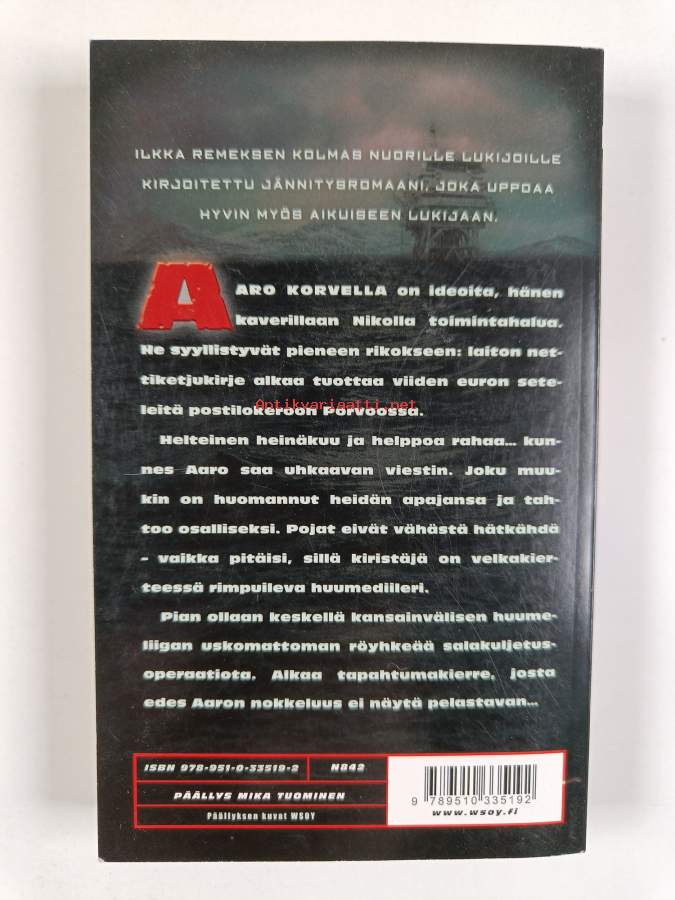 ILKKA REMEKSEN KOLMAS NUORILLE LUKIJOILLE
KIRJOITETTU JÄNNITYSROMAANI, JOKA UPPOAA
HYVIN MYÖS AIKUISEEN LUKIJAAN.
AARO KORVELLA on ideoita, hänen
kaverillaan Nikolla toimintahalua.
He syyllistyvät pieneen rikokseen: laiton net-
tiketjukirje alkaa tuottaa viiden euron sete-
leitä postilokeroon Porvoossa.
Antikvariaatti.net
Helteinen heinäkuu ja helppoa rahaa... kun-
nes Aaro saa uhkaavan viestin. Joku muu-
kin on huomannut heidän apajansa ja tah-
too osalliseksi. Pojat eivät vähästä hätkähdä
– vaikka pitäisi, sillä kiristäjä on velkakier-
teessä rimpuileva huumediileri.
Pian ollaan keskellä kansainvälisen huume-
liigan uskomattoman röyhkeää salakuljetus-
operaatiota. Alkaa tapahtumakierre, josta
edes Aaron nokkeluus ei näytä pelastavan...
ISBN 978-951-0-33519-2
N842
PÄÄLLYS MIKA TUOMINEN
Päällyksen kuvat WSOY
9 789510 335192
www.wsoy.fi